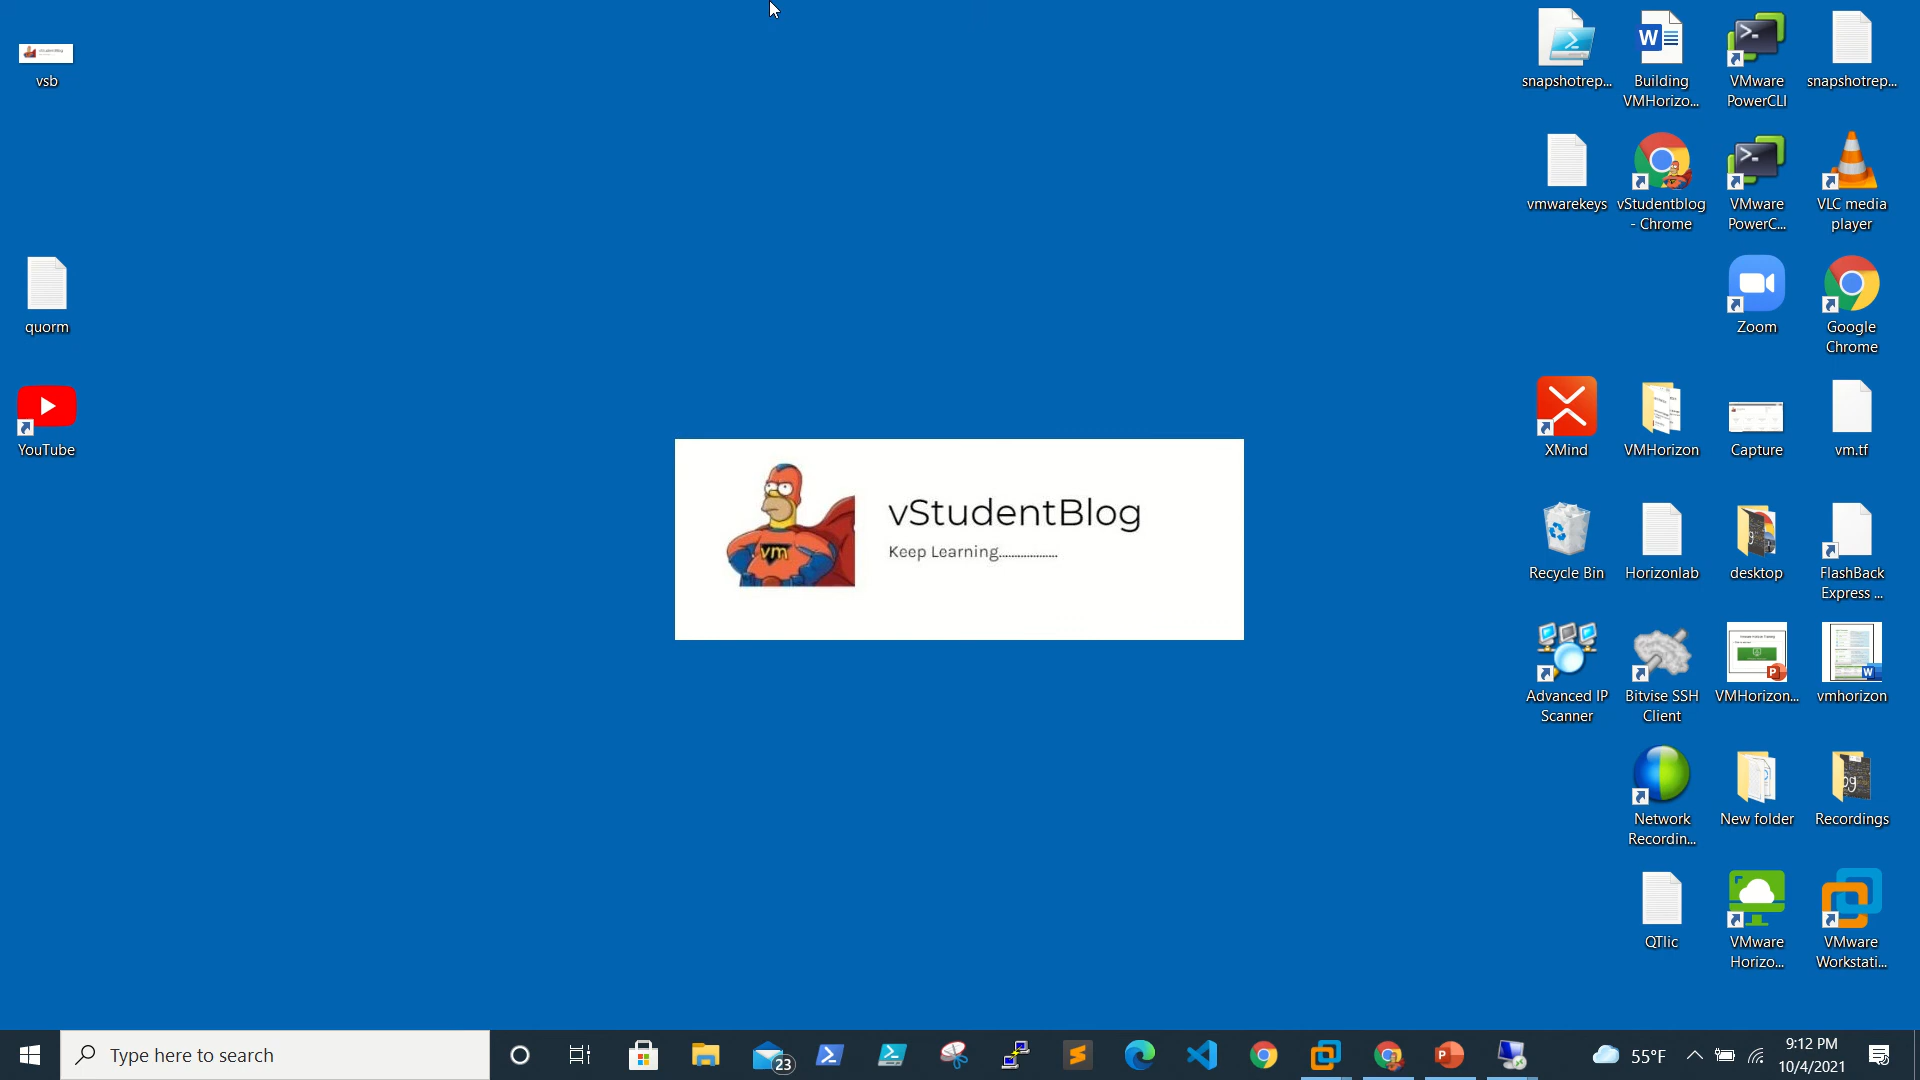 vsb
snapshotrep...
Building
VMHorizo...
VMware
PowerCLI
snapshotrep...
vmwarekeys
vStudentblog
- Chrome
VMware
PowerC...
VLC media
player
quorm
Zoom
Google
Chrome
YouTube
XMind
VMHorizon
Capture
vm.tf
vm
vStudentBlog
Keep Learning...................
Recycle Bin
Horizonlab
desktop
FlashBack
Express ...
Advanced IP
Scanner
Bitvise SSH
Client
VMHorizon...
vmhorizon
Network
Recordin...
New folder
Recordings
QTlic
VMware
Horizo...
VMware
Workstati...
Type here to search
23
55°F
9:12 PM
10/4/2021